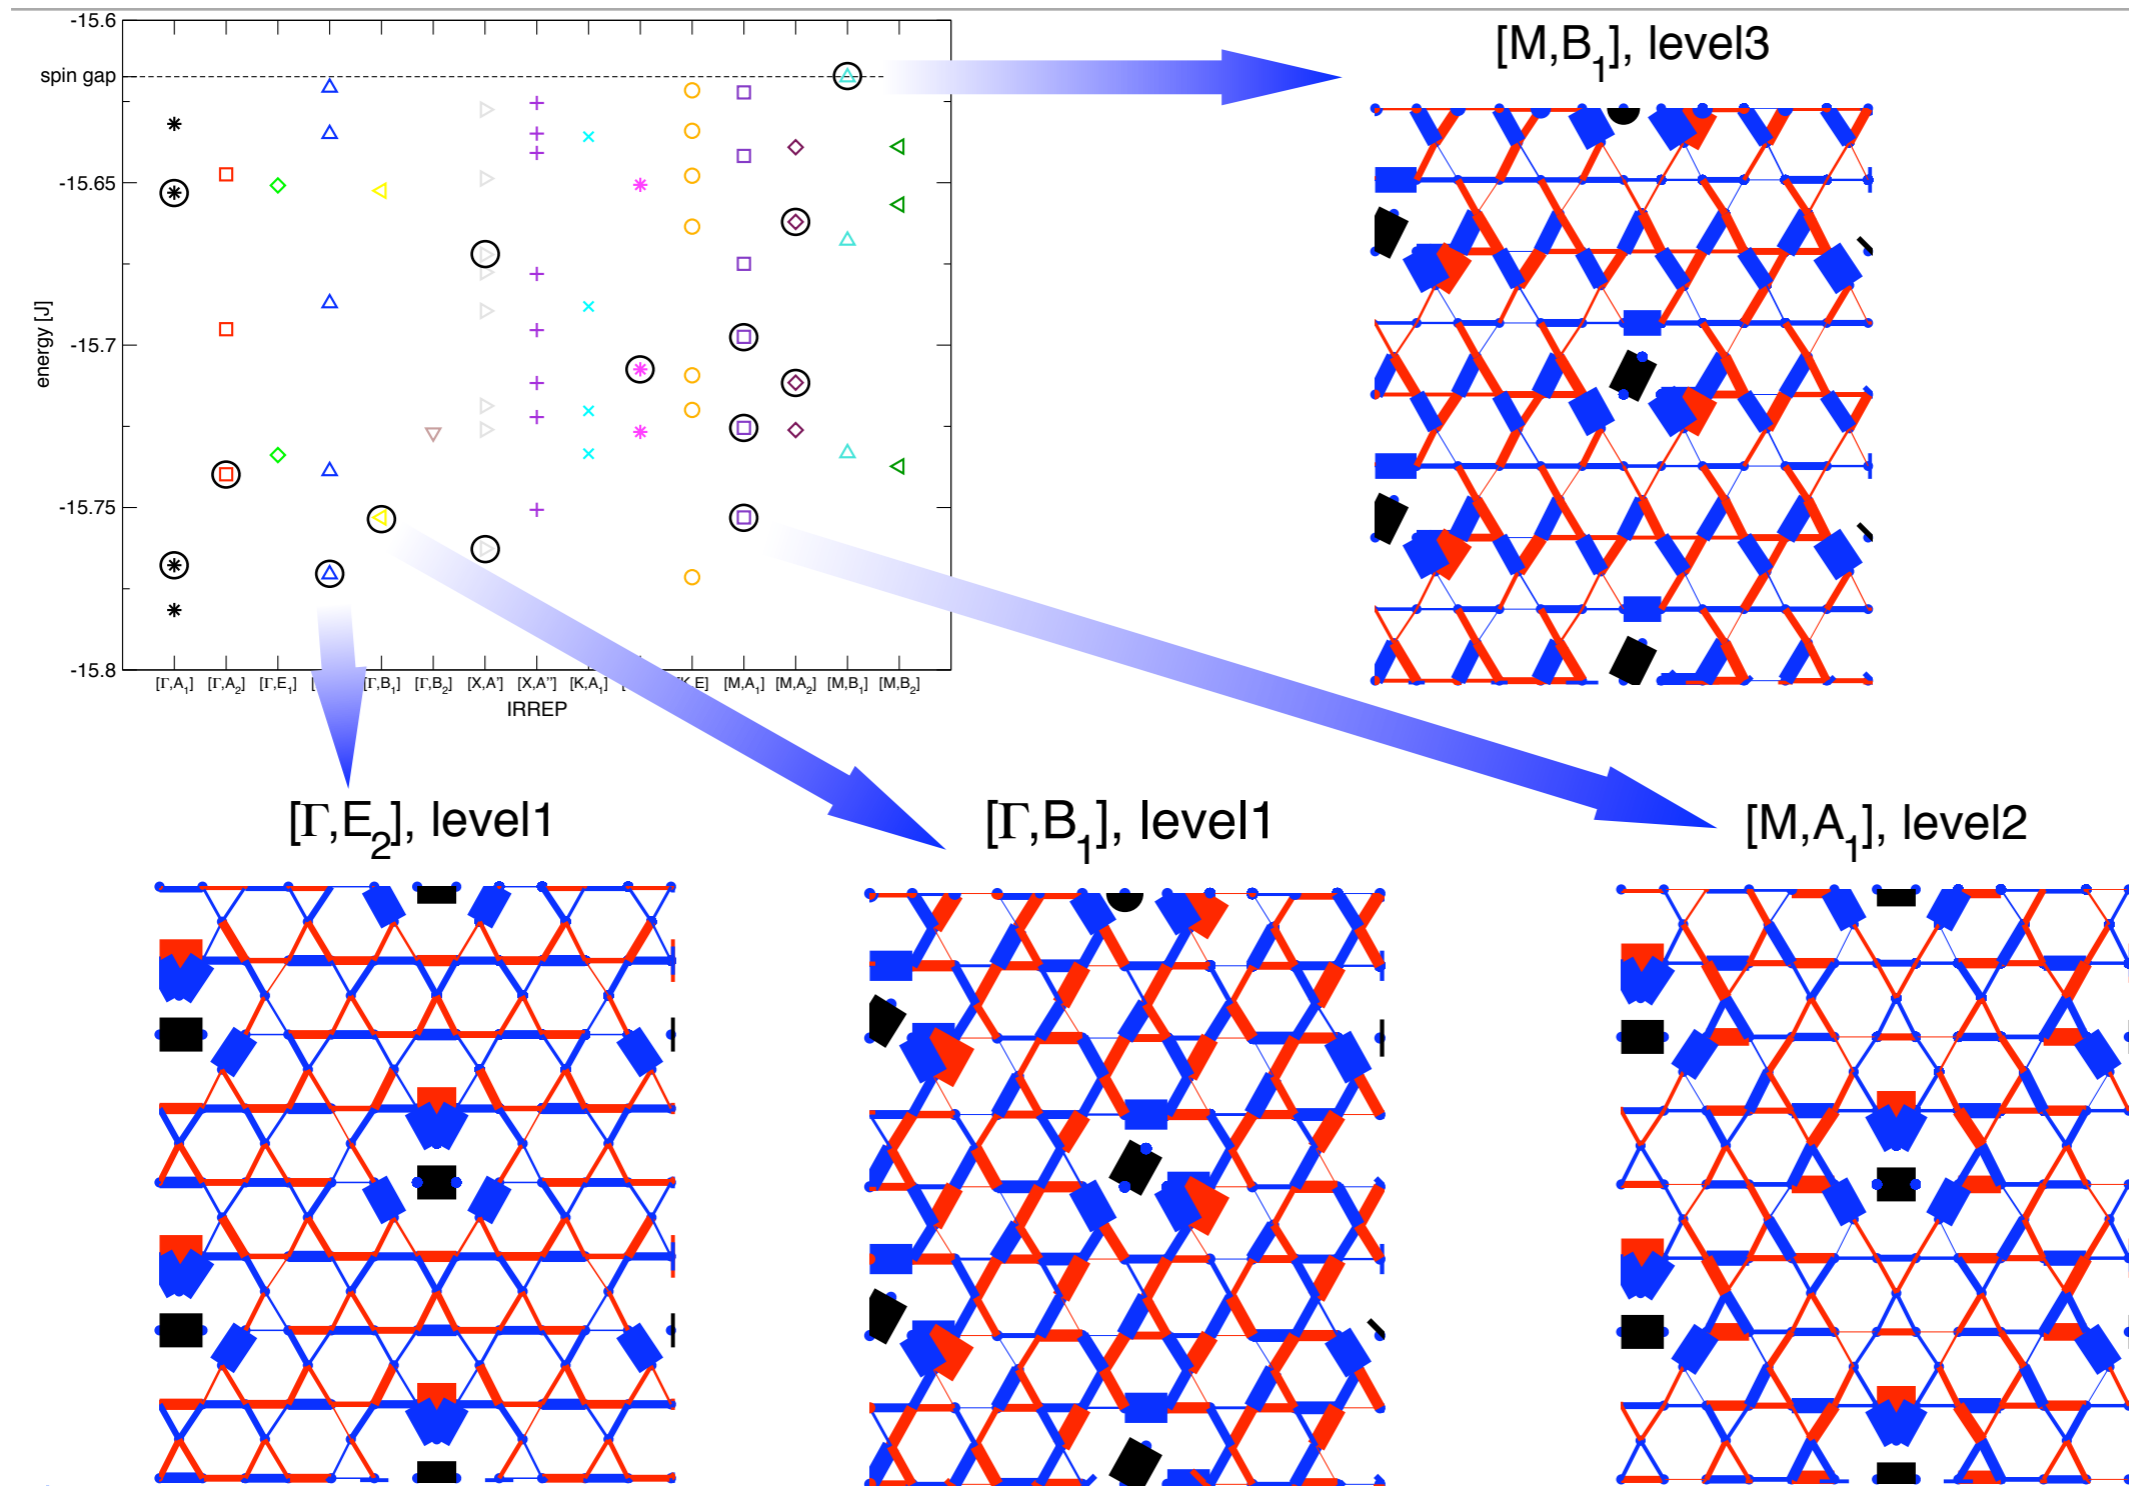 -15.6
spin gap
-15.65
-15.7
-15.75
-15.8
energy [J]
[Γ,A₁] [Γ,A₂] [Γ,E₁] [Γ,B₁] [Γ,B₂] [X,A'] [X,A''] [K,A₁] [K,E] [M,A₁] [M,A₂] [M,B₁] [M,B₂]
IRREP
[M,B₁], level3
[Γ,E₂], level1
[Γ,B₁], level1
[M,A₁], level2